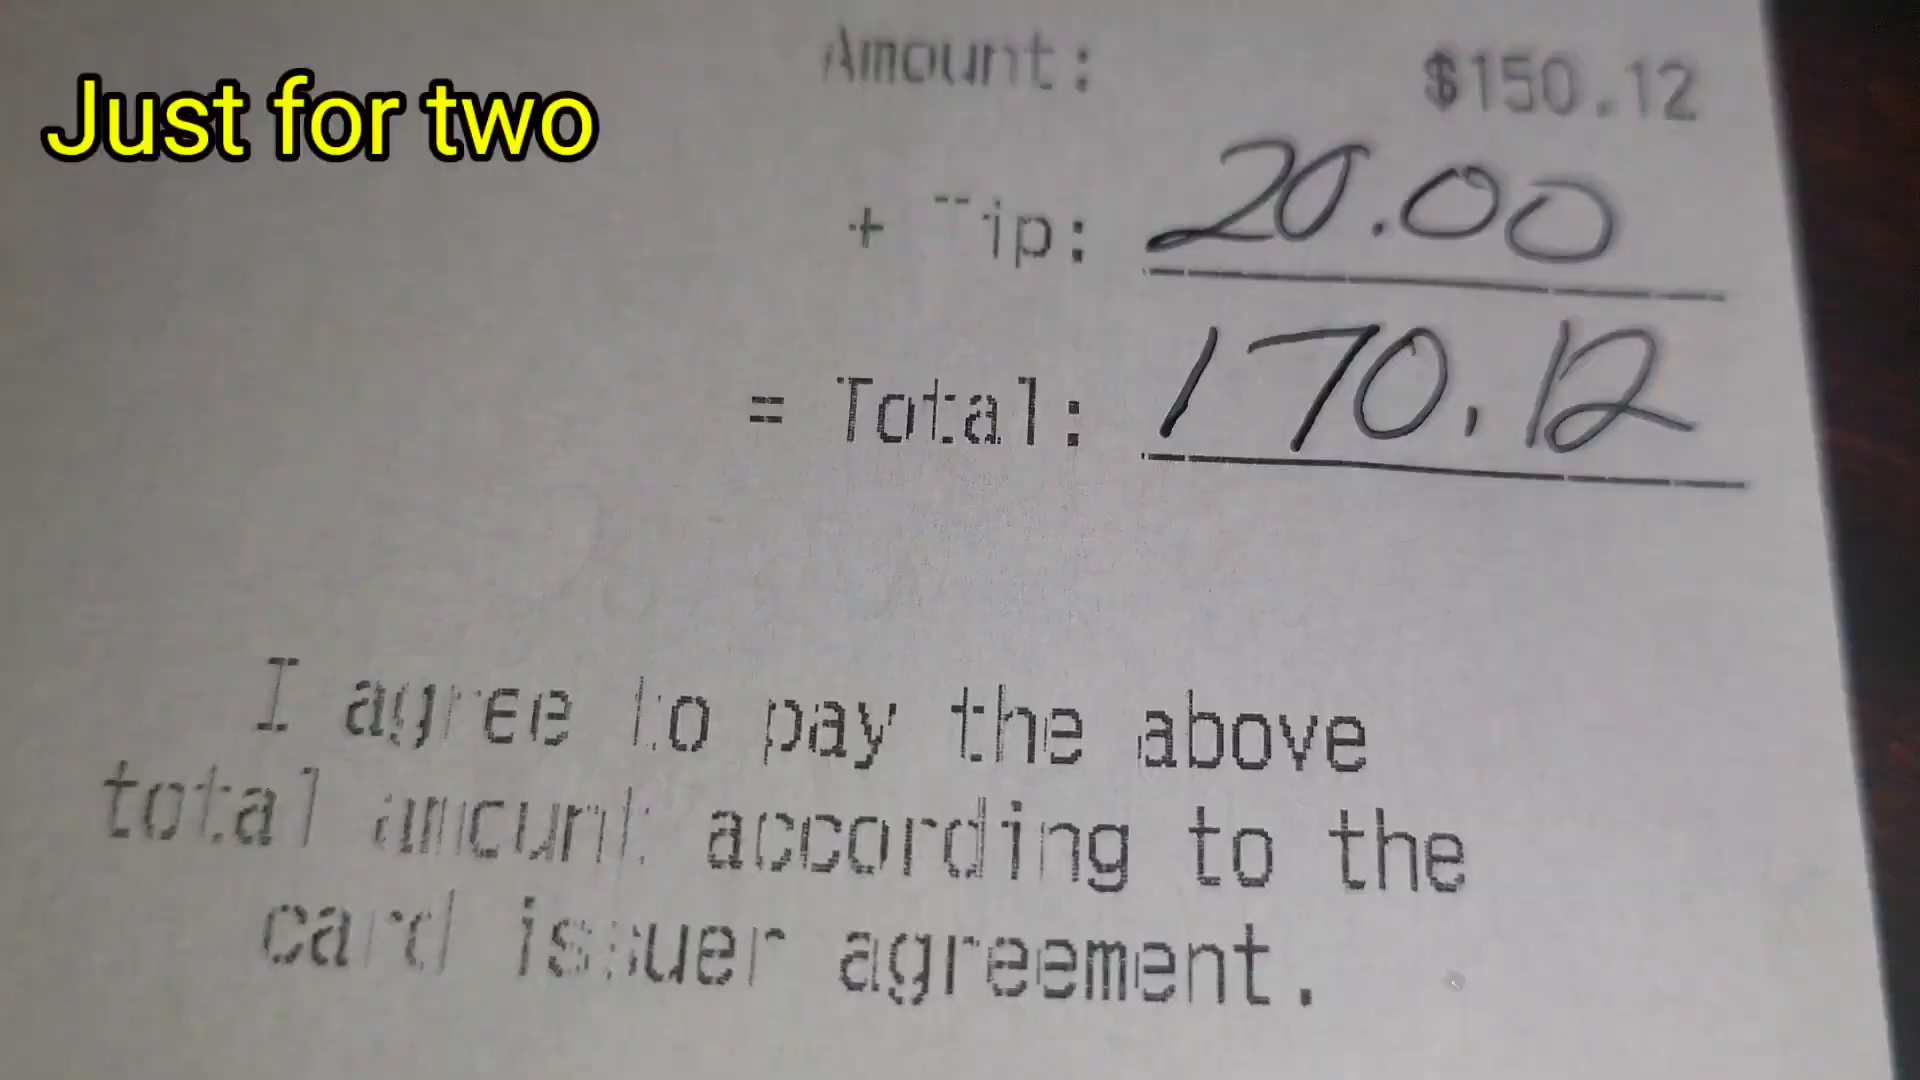 Just for two
Amount: $150.12
+ Tip: 20.00
= Total: 170.12
I agree to pay the above
total amount according to the
card issuer agreement.